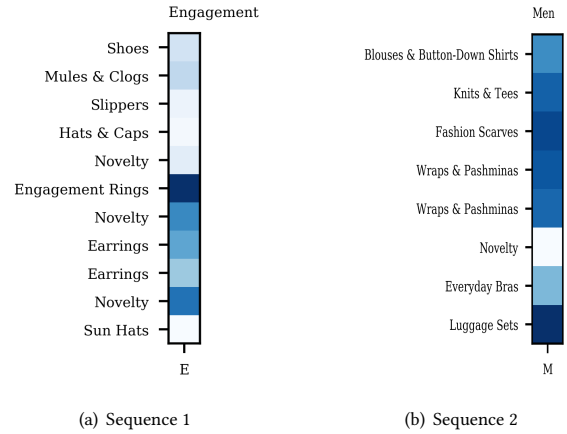 Engagement
Shoes
Mules & Clogs
Slippers
Hats & Caps
Novelty
Engagement Rings
Novelty
Earrings
Earrings
Novelty
Sun Hats
E
(a) Sequence 1
Men
Blouses & Button-Down Shirts
Knits & Tees
Fashion Scarves
Wraps & Pashminas
Wraps & Pashminas
Novelty
Everyday Bras
Luggage Sets
M
(b) Sequence 2